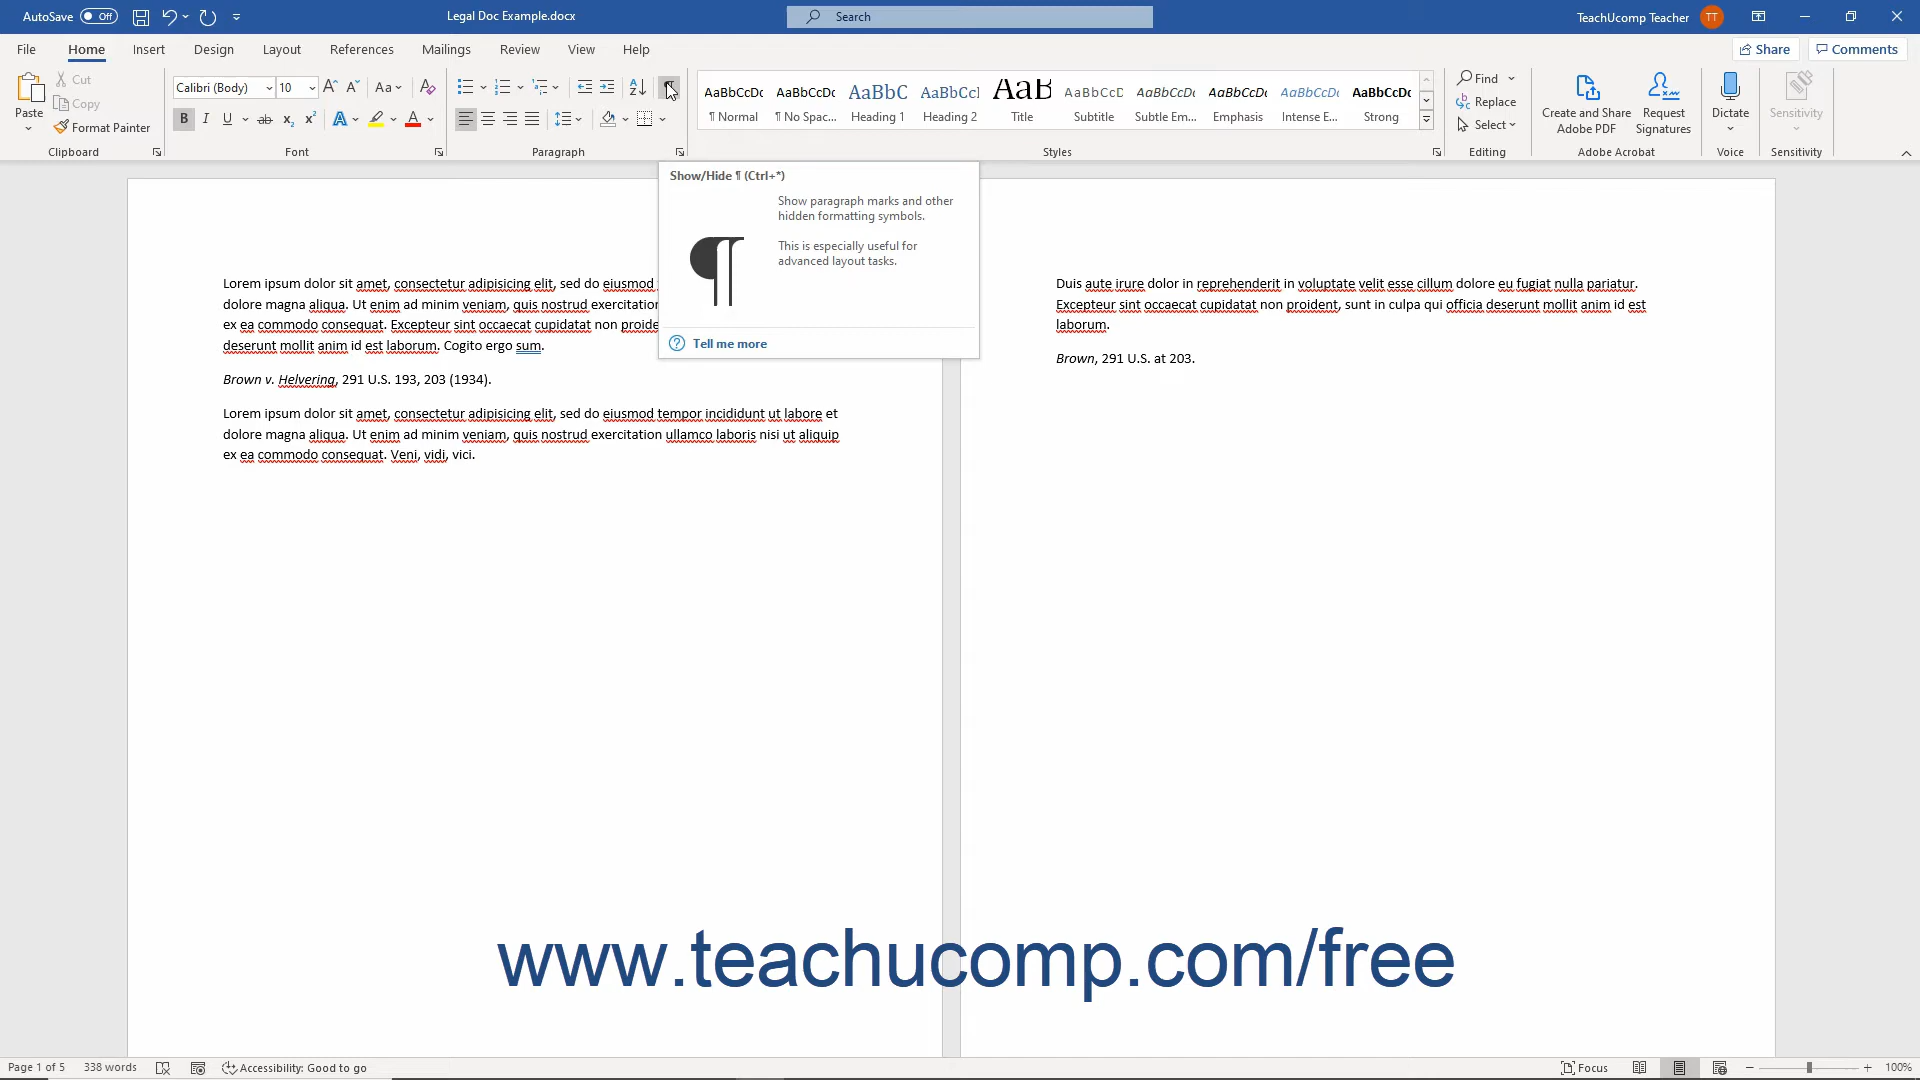 AutoSave Off
Legal Doc Example.docx
Search
TeachUcomp Teacher TT
File Home Insert Design Layout References Mailings Review View Help
Share Comments
Paste
Cut
Copy
Format Painter
Clipboard
Calibri (Body) 10
Font
Paragraph
AaBbCcDc AaBbCcDc AaBbC AaBbCcI AaB AaBbCcD AaBbCcDc AaBbCcDc AaBbCcDc AaBbCcDc
¶ Normal ¶ No Spac... Heading 1 Heading 2 Title Subtitle Subtle Em... Emphasis Intense E... Strong
Styles
Find
Replace
Select
Editing
Create and Share Adobe PDF
Request Signatures
Adobe Acrobat
Dictate
Voice
Sensitivity
Sensitivity
Show/Hide ¶ (Ctrl+*)
Show paragraph marks and other
hidden formatting symbols.
This is especially useful for
advanced layout tasks.
¶
Tell me more
Lorem ipsum dolor sit amet, consectetur adipisicing elit, sed do eiusmod
dolore magna aliqua. Ut enim ad minim veniam, quis nostrud exercitation
ex ea commodo consequat. Excepteur sint occaecat cupidatat non proide
deserunt mollit anim id est laborum. Cogito ergo sum.
Brown v. Helvering, 291 U.S. 193, 203 (1934).
Lorem ipsum dolor sit amet, consectetur adipisicing elit, sed do eiusmod tempor incididunt ut labore et
dolore magna aliqua. Ut enim ad minim veniam, quis nostrud exercitation ullamco laboris nisi ut aliquip
ex ea commodo consequat. Veni, vidi, vici.
Duis aute irure dolor in reprehenderit in voluptate velit esse cillum dolore eu fugiat nulla pariatur.
Excepteur sint occaecat cupidatat non proident, sunt in culpa qui officia deserunt mollit anim id est
laborum.
Brown, 291 U.S. at 203.
www.teachucomp.com/free
Page 1 of 5 338 words Accessibility: Good to go
Focus 100%